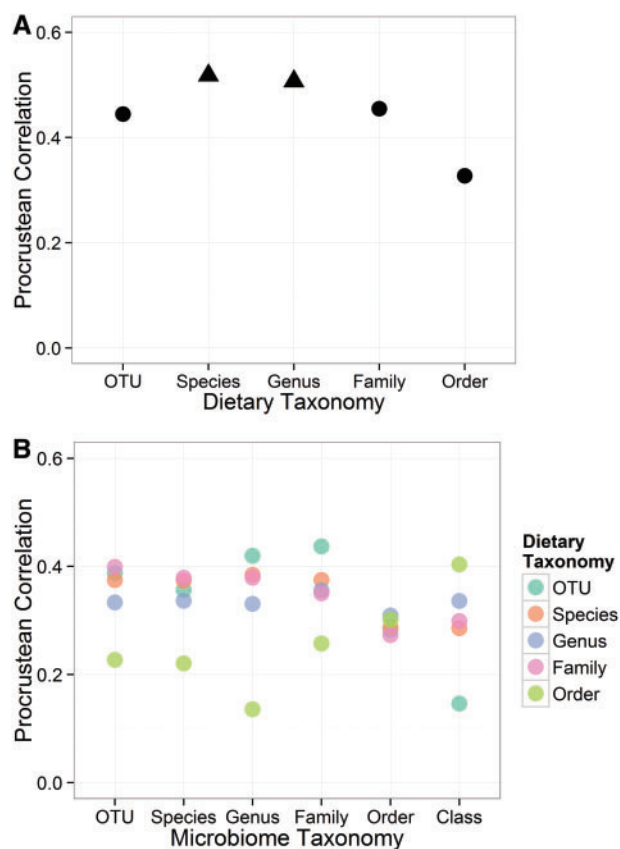 A
Procrustean Correlation
0.6
0.4
0.2
0.0
OTU Species Genus Family Order
Dietary Taxonomy
B
Procrustean Correlation
0.6
0.4
0.2
0.0
OTU Species Genus Family Order Class
Microbiome Taxonomy
Dietary
Taxonomy
OTU
Species
Genus
Family
Order